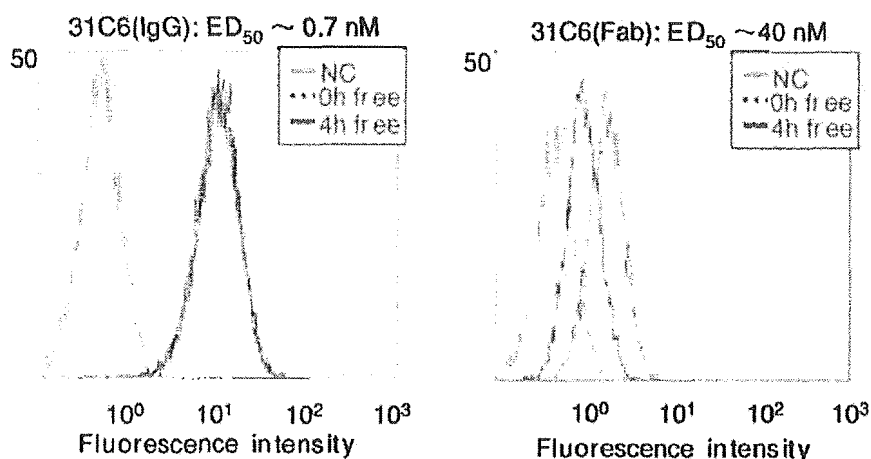 31C6(IgG): ED50 ~ 0.7 nM
50
NC
0h free
4h free
10^0 10^1 10^2 10^3
Fluorescence intensity
31C6(Fab): ED50 ~40 nM
50
NC
0h free
4h free
10^0 10^1 10^2 10^3
Fluorescence intensity